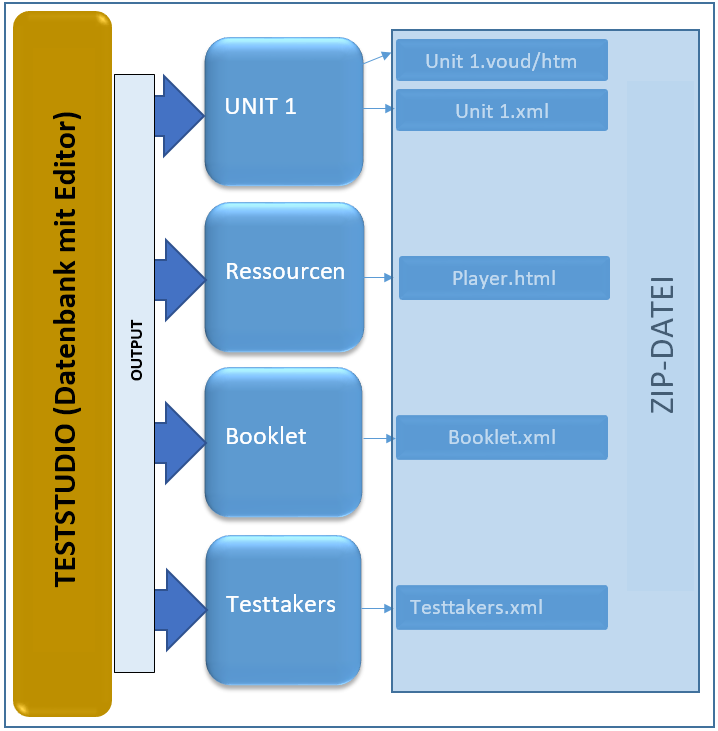 TESTSTUDIO (Datenbank mit Editor)
OUTPUT
UNIT 1
Unit 1.voud/htm
Unit 1.xml
Ressourcen
Player.html
Booklet
Booklet.xml
Testtakers
Testtakers.xml
ZIP-DATEI